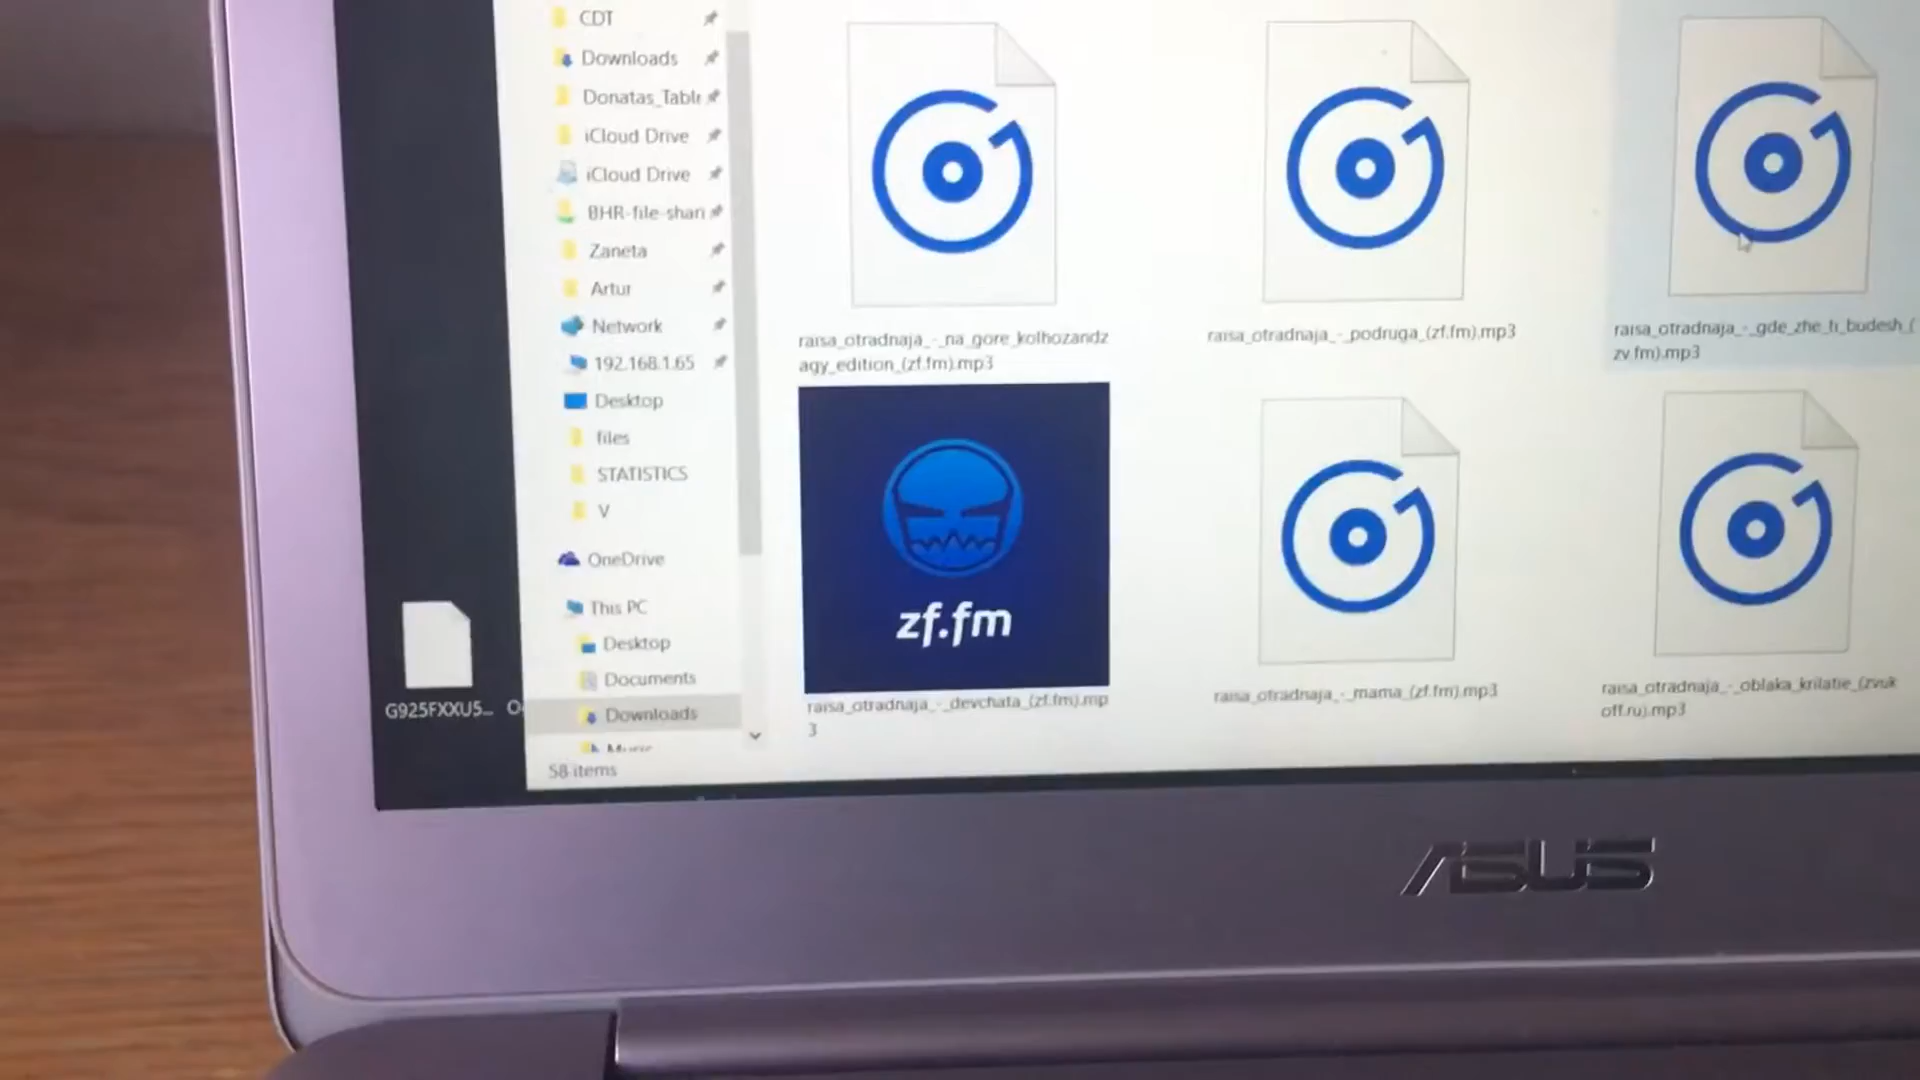 CDT
Downloads
Donatas_Table
iCloud Drive
iCloud Drive
BHR-file-shari
Zaneta
Artur
Network
192.168.1.65
Desktop
files
STATISTICS
V
OneDrive
This PC
Desktop
Documents
Downloads
Music
58 items
G925FXXU5...
raisa_otradnaja_-_na_gore_kolhozandz
agy_edition_(zf.fm).mp3
raisa_otradnaja_-_podruga_(zf.fm).mp3
raisa_otradnaja_-_gde_zhe_ti_budesh_(
zv.fm).mp3
zf.fm
raisa_otradnaja_-_devchata_(zf.fm).mp
3
raisa_otradnaja_-_mama_(zf.fm).mp3
raisa_otradnaja_-_oblaka_krilatie_(zvuk
off.ru).mp3
ASUS